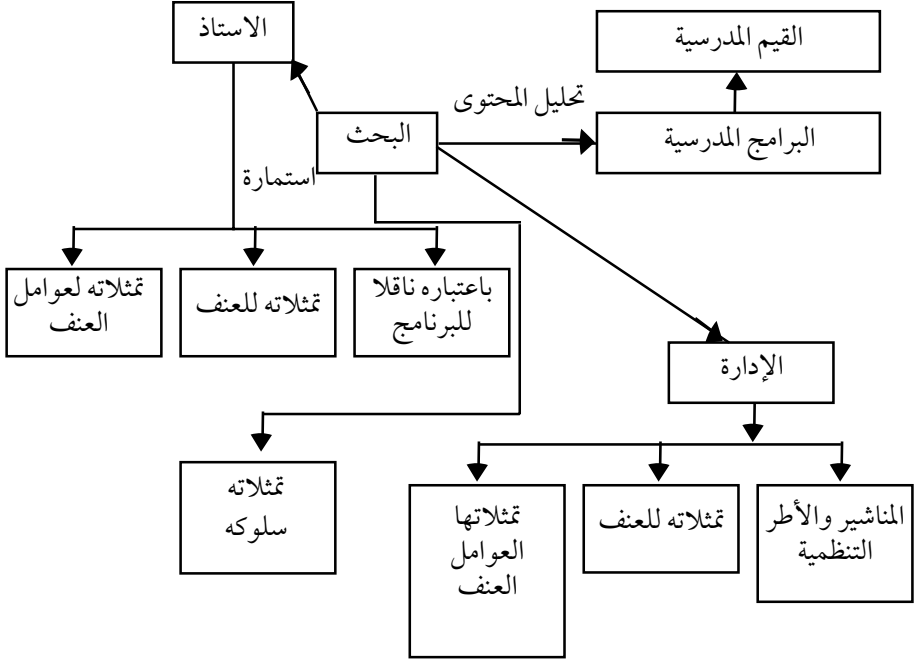 الاستاذ
القيم المدرسية
تحليل المحتوى
البحث
البرامج المدرسية
استمارة
باعتباره ناقلا
للبرنامج
تمثلاته للعنف
تمثلاته لعوامل
العنف
الإدارة
تمثلاته
سلوكه
المناشير والأطر
التنظمية
تمثلاته للعنف
تمثلاتها
العوامل
العنف